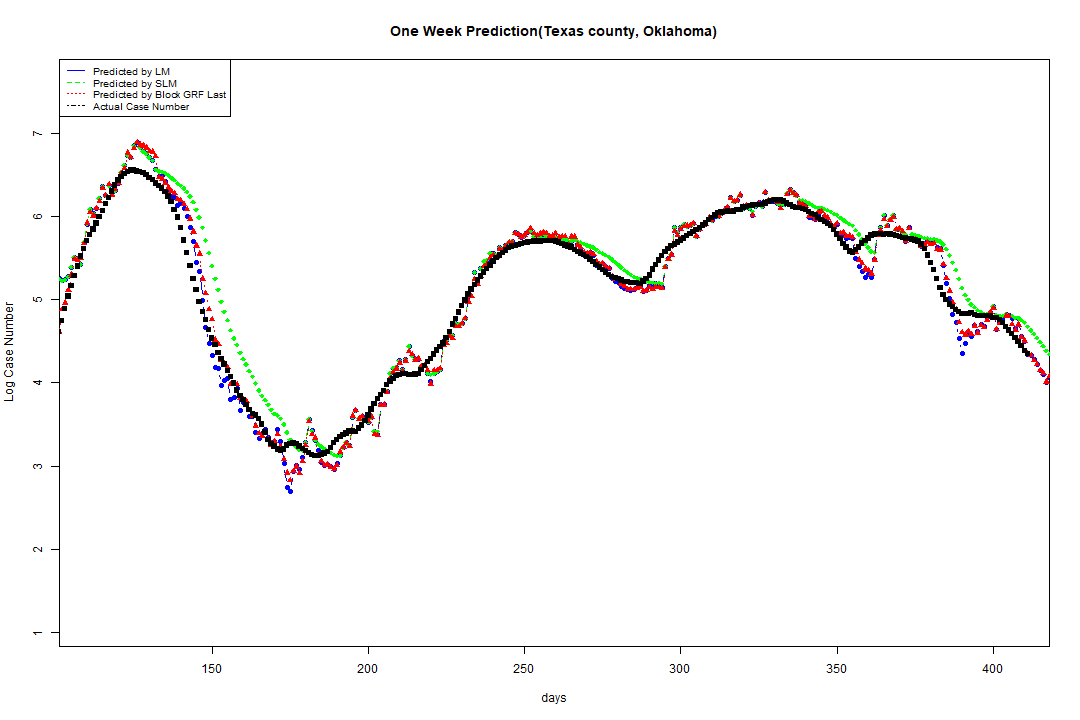 One Week Prediction(Texas county, Oklahoma)
Predicted by LM
Predicted by SLM
Predicted by Block GRF Last
Actual Case Number
7
6
5
4
3
2
1
Log Case Number
150 200 250 300 350 400
days